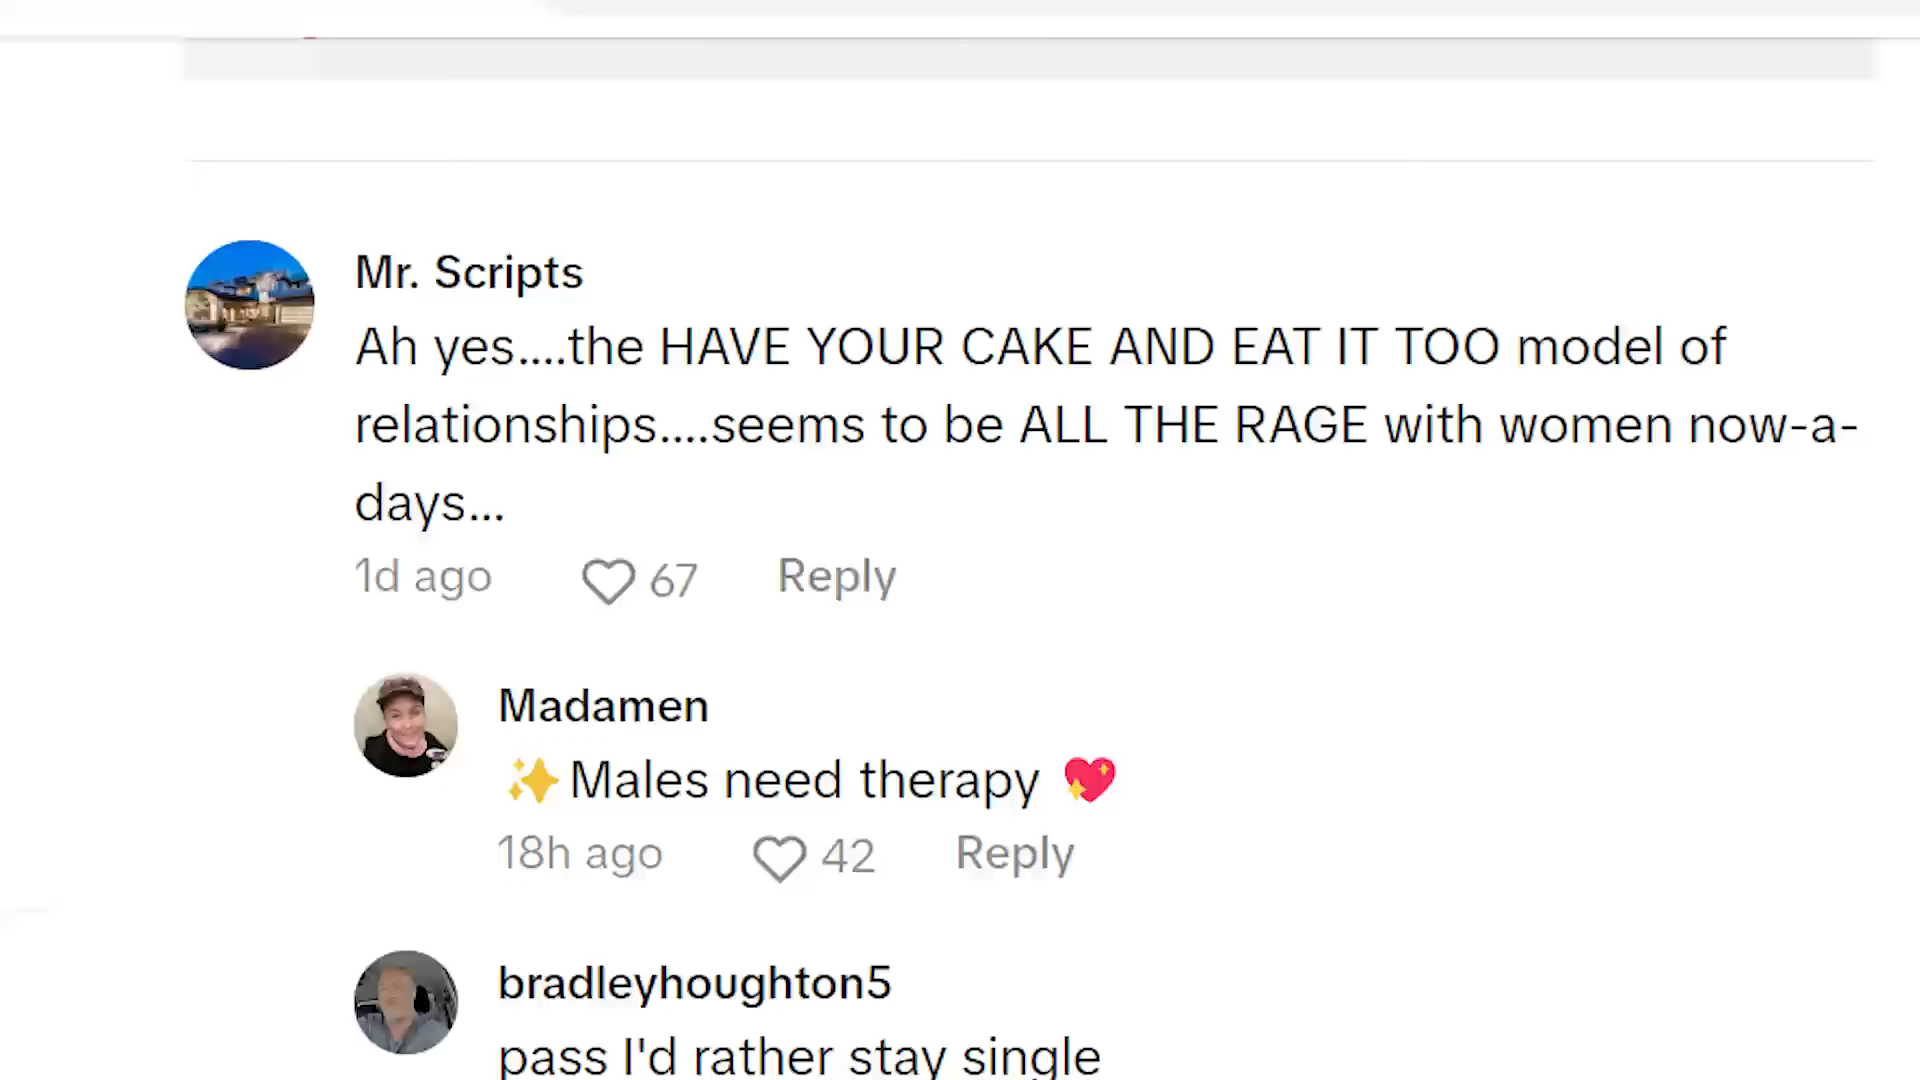 Mr. Scripts
Ah yes....the HAVE YOUR CAKE AND EAT IT TOO model of
relationships....seems to be ALL THE RAGE with women now-a-
days...
1d ago 67 Reply
Madamen
✨Males need therapy 💖
18h ago 42 Reply
bradleyhoughton5
pass I'd rather stay single